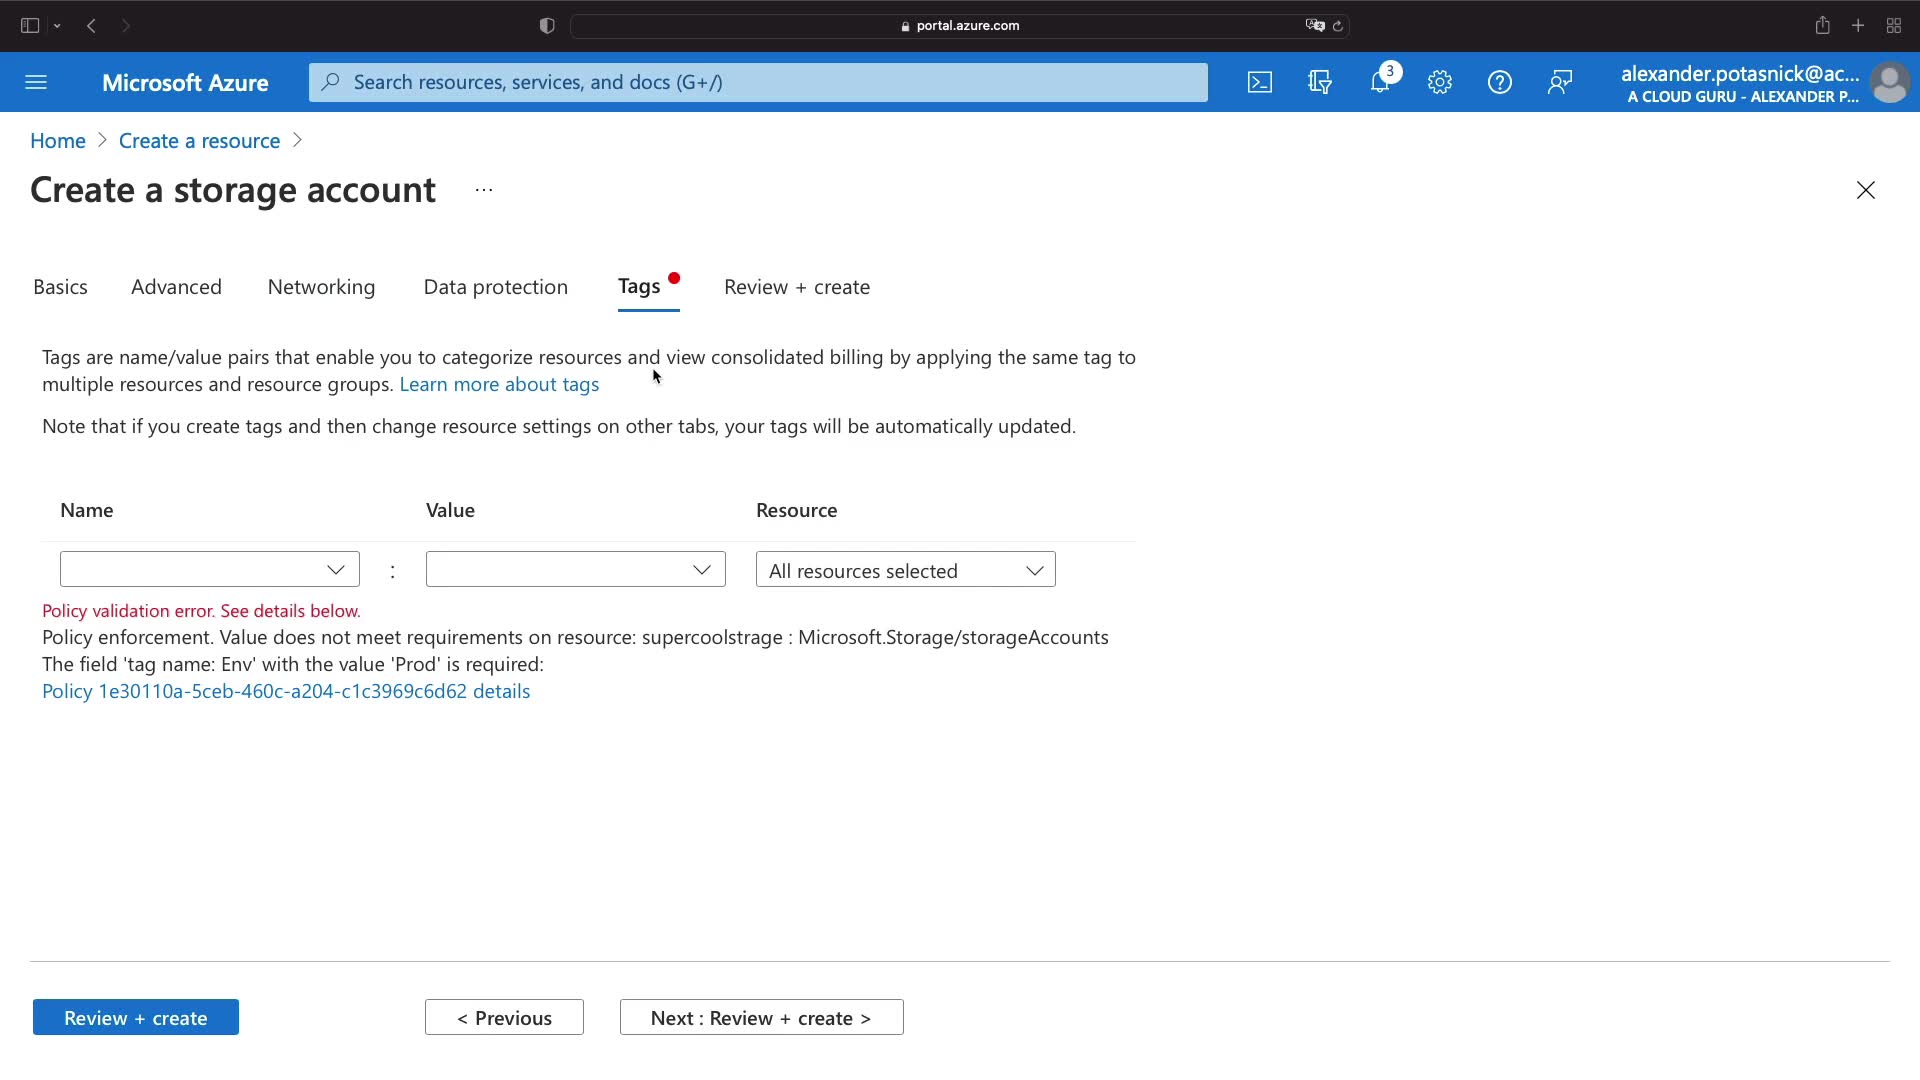 portal.azure.com
Microsoft Azure
Search resources, services, and docs (G+/)
3
alexander.potasnick@ac...
A CLOUD GURU - ALEXANDER P...
Home > Create a resource >
Create a storage account ...
Basics
Advanced
Networking
Data protection
Tags
Review + create
Tags are name/value pairs that enable you to categorize resources and view consolidated billing by applying the same tag to
multiple resources and resource groups. Learn more about tags
Note that if you create tags and then change resource settings on other tabs, your tags will be automatically updated.
Name
Value
Resource
:
All resources selected
Policy validation error. See details below.
Policy enforcement. Value does not meet requirements on resource: supercoolstrage : Microsoft.Storage/storageAccounts
The field 'tag name: Env' with the value 'Prod' is required:
Policy 1e30110a-5ceb-460c-a204-c1c3969c6d62 details
Review + create
< Previous
Next : Review + create >